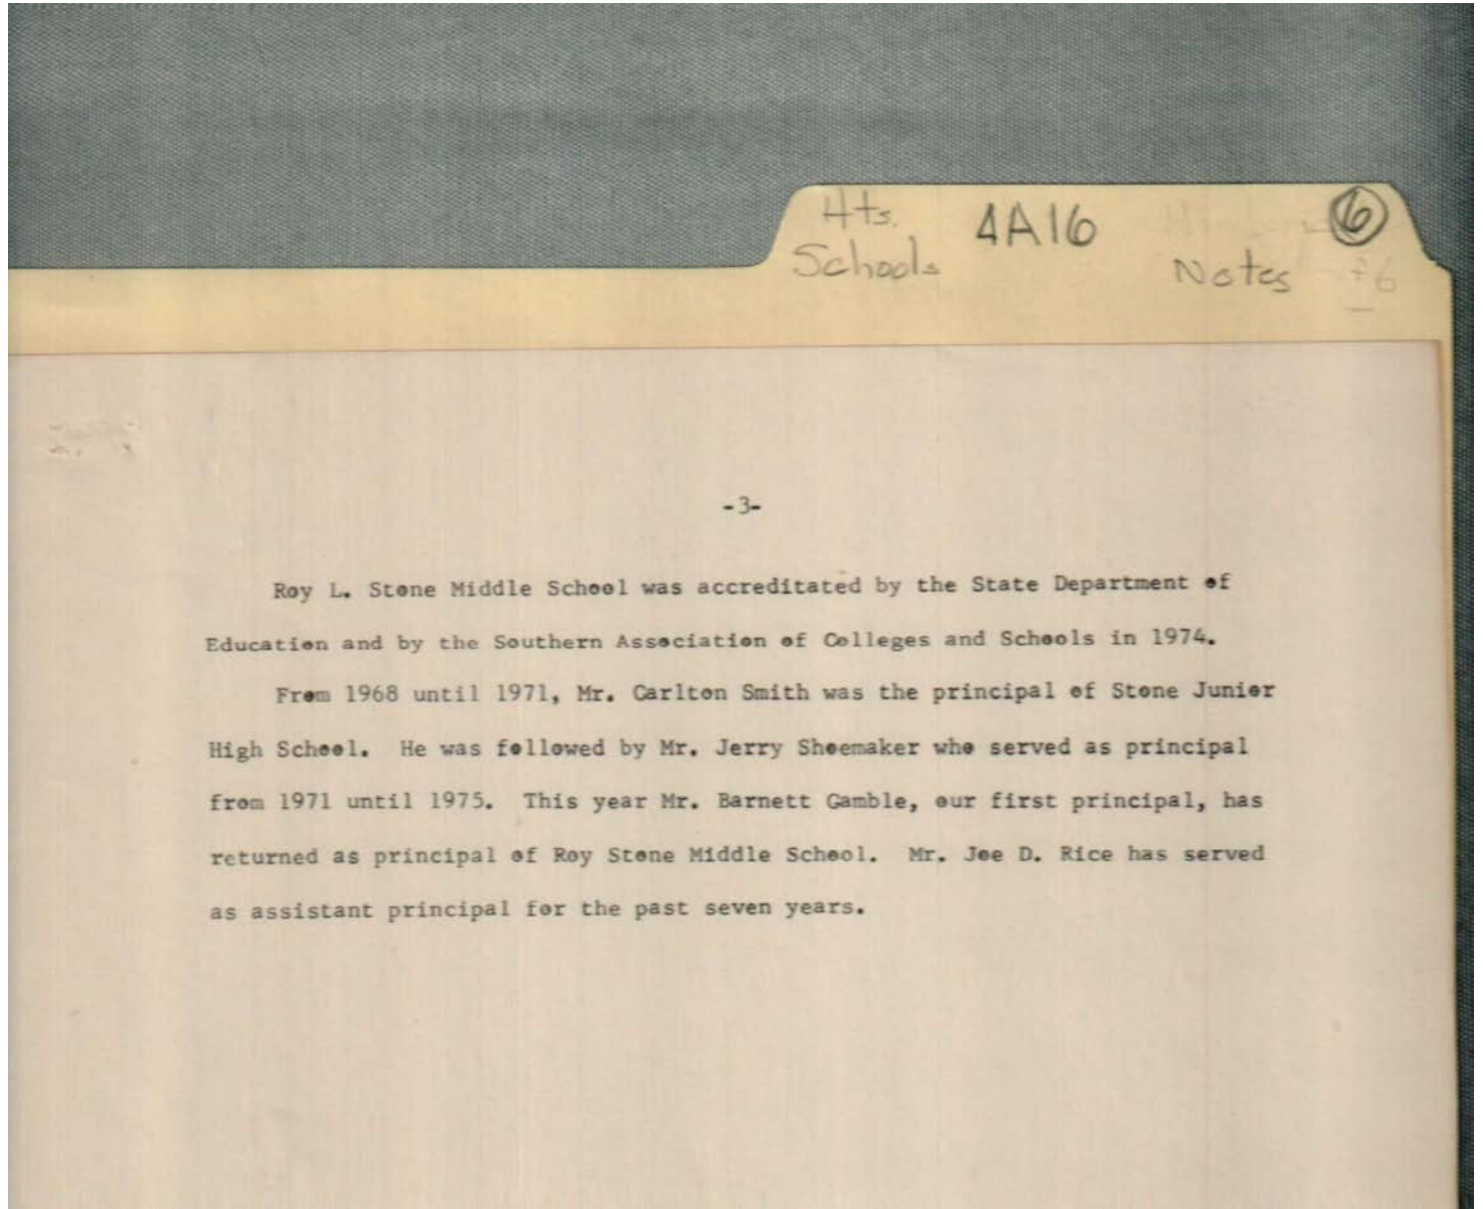 Hts. 4A16 6
Schools Notes
-3-
Roy L. Stone Middle School was accreditated by the State Department of
Education and by the Southern Association of Colleges and Schools in 1974.
From 1968 until 1971, Mr. Carlton Smith was the principal of Stone Junior
High School. He was followed by Mr. Jerry Shoemaker who served as principal
from 1971 until 1975. This year Mr. Barnett Gamble, our first principal, has
returned as principal of Roy Stone Middle School. Mr. Joe D. Rice has served
as assistant principal for the past seven years.